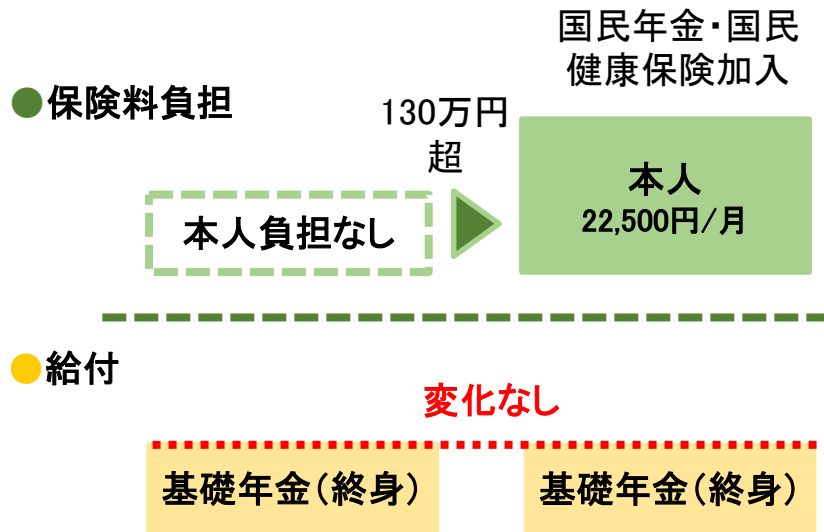 国民年金・国民
健康保険加入
●保険料負担
130万円
超
本人
22,500円/月
本人負担なし
●給付
変化なし
基礎年金(終身)
基礎年金(終身)